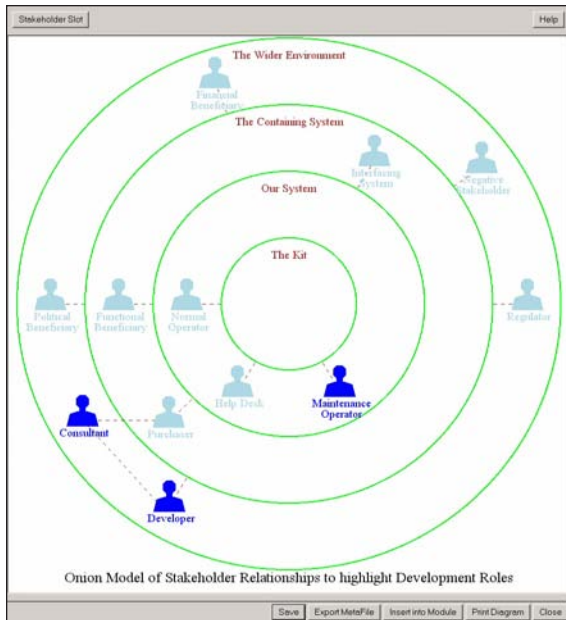 Stakeholder Slot
Help
The Wider Environment
Financial
Beneficiary
The Containing System
Interfacing
System
Negative
Stakeholder
Our System
The Kit
Political
Beneficiary
Functional
Beneficiary
Normal
Operator
Regulator
Help Desk
Maintenance
Operator
Consultant
Purchaser
Developer
Onion Model of Stakeholder Relationships to highlight Development Roles
Save
Export MetaFile
Insert into Module
Print Diagram
Close